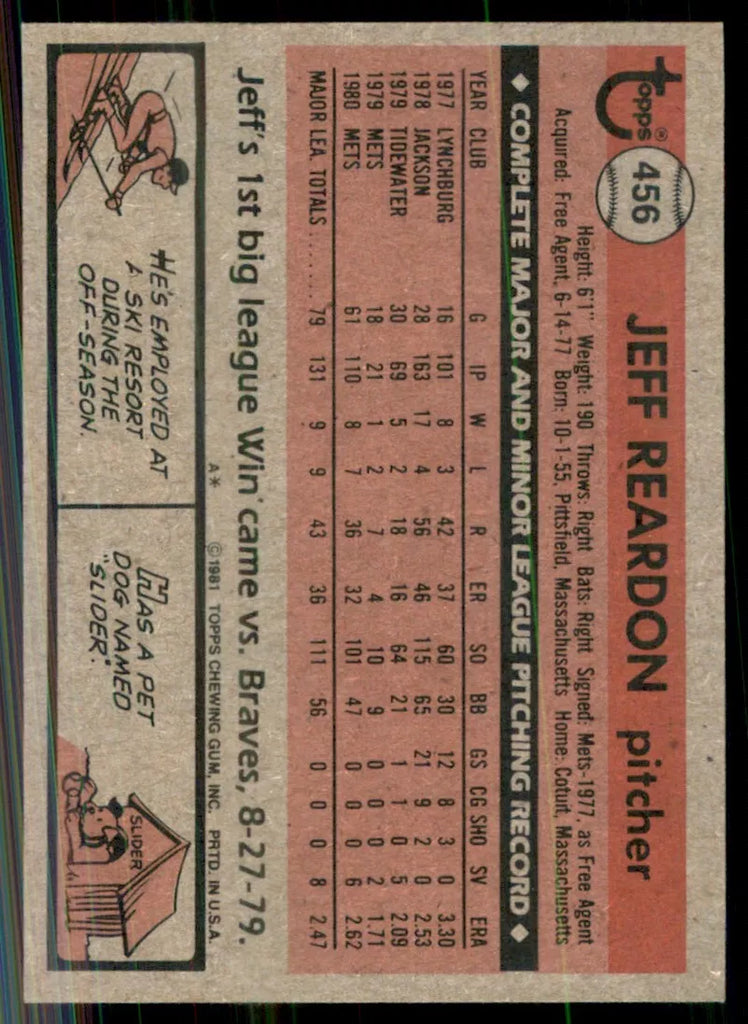 topps®
456
JEFF REARDON pitcher
Height: 6'1" Weight: 190 Throws: Right Bats: Right Signed: Mets-1977, as Free Agent
Acquired: Free Agent, 6-14-77 Born: 10-1-55, Pittsfield, Massachusetts Home: Cotuit, Massachusetts
◆ COMPLETE MAJOR AND MINOR LEAGUE PITCHING RECORD ◆
YEAR CLUB G IP W L R ER SO BB GS CG SHO SV ERA
1977 LYNCHBURG 16 101 8 3 42 37 60 30 12 8 3 0 3.30
1978 JACKSON 28 163 17 4 56 46 115 65 21 9 2 0 2.53
1979 TIDEWATER 30 69 5 2 18 16 64 21 1 1 0 5 2.09
1979 METS 18 21 1 2 7 4 10 9 0 0 0 2 1.71
1980 METS 61 110 8 7 36 32 101 47 0 0 0 6 2.62
MAJOR LEA. TOTALS ....... 79 131 9 9 43 36 111 56 0 0 0 8 2.47
Jeff's 1st big league Win came vs. Braves, 8-27-79.
A* ©1981 TOPPS CHEWING GUM, INC. PRTD. IN U.S.A.
HE'S EMPLOYED AT
A SKI RESORT
DURING THE
OFF-SEASON.
HAS A PET
DOG NAMED
"SLIDER".
SLIDER